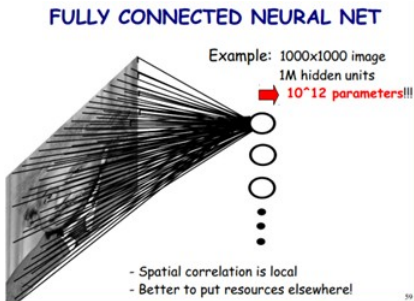 FULLY CONNECTED NEURAL NET
Example: 1000x1000 image
1M hidden units
10^12 parameters!!!
- Spatial correlation is local
- Better to put resources elsewhere!
59